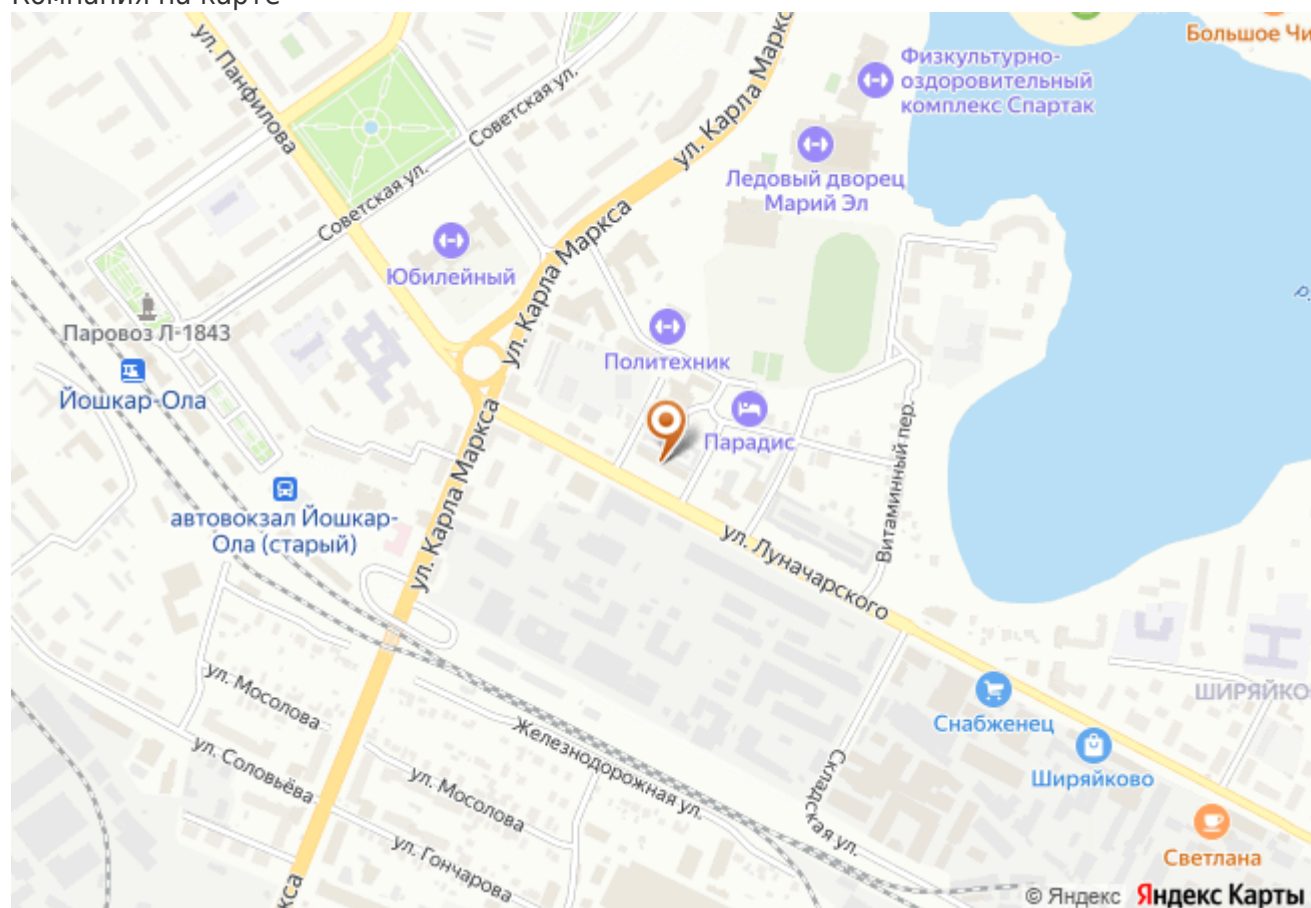 Компания на карте
ул. Панфилова
Советская ул.
Советская ул.
ул. Карла Маркса
Физкультурно-
оздоровительный
комплекс Спартак
Большое Чи
Ледовый дворец
Марий Эл
Юбилейный
ул. Карла Маркса
Паровоз Л-1843
Йошкар-Ола
Политехник
Парадис
автовокзал Йошкар-
Ола (старый)
ул. Карла Маркса
Витаминный пер.
ул. Луначарского
ШИРЯЙКО
Снабженец
Ширяйково
Светлана
ул. Мосолова
ул. Соловьёва
Железнодорожная ул.
ул. Мосолова
ул. Гончарова
Складская ул.
© Яндекс Яндекс Карты